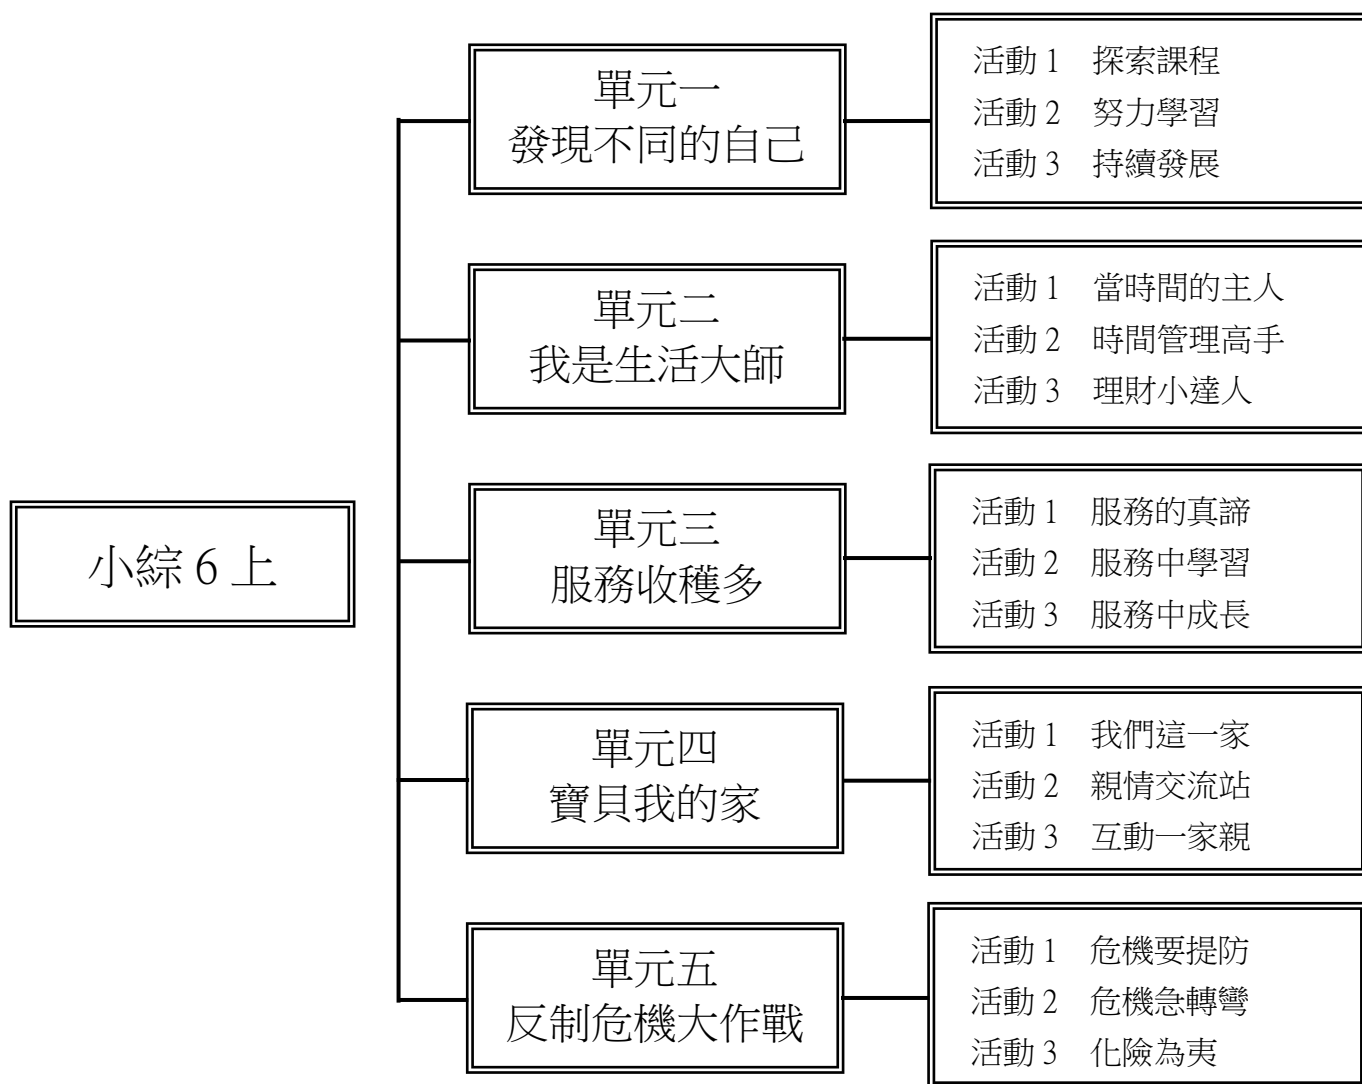 小綜 6 上
單元一
發現不同的自己
活動 1　探索課程
活動 2　努力學習
活動 3　持續發展
單元二
我是生活大師
活動 1　當時間的主人
活動 2　時間管理高手
活動 3　理財小達人
單元三
服務收穫多
活動 1　服務的真諦
活動 2　服務中學習
活動 3　服務中成長
單元四
寶貝我的家
活動 1　我們這一家
活動 2　親情交流站
活動 3　互動一家親
單元五
反制危機大作戰
活動 1　危機要提防
活動 2　危機急轉彎
活動 3　化險為夷